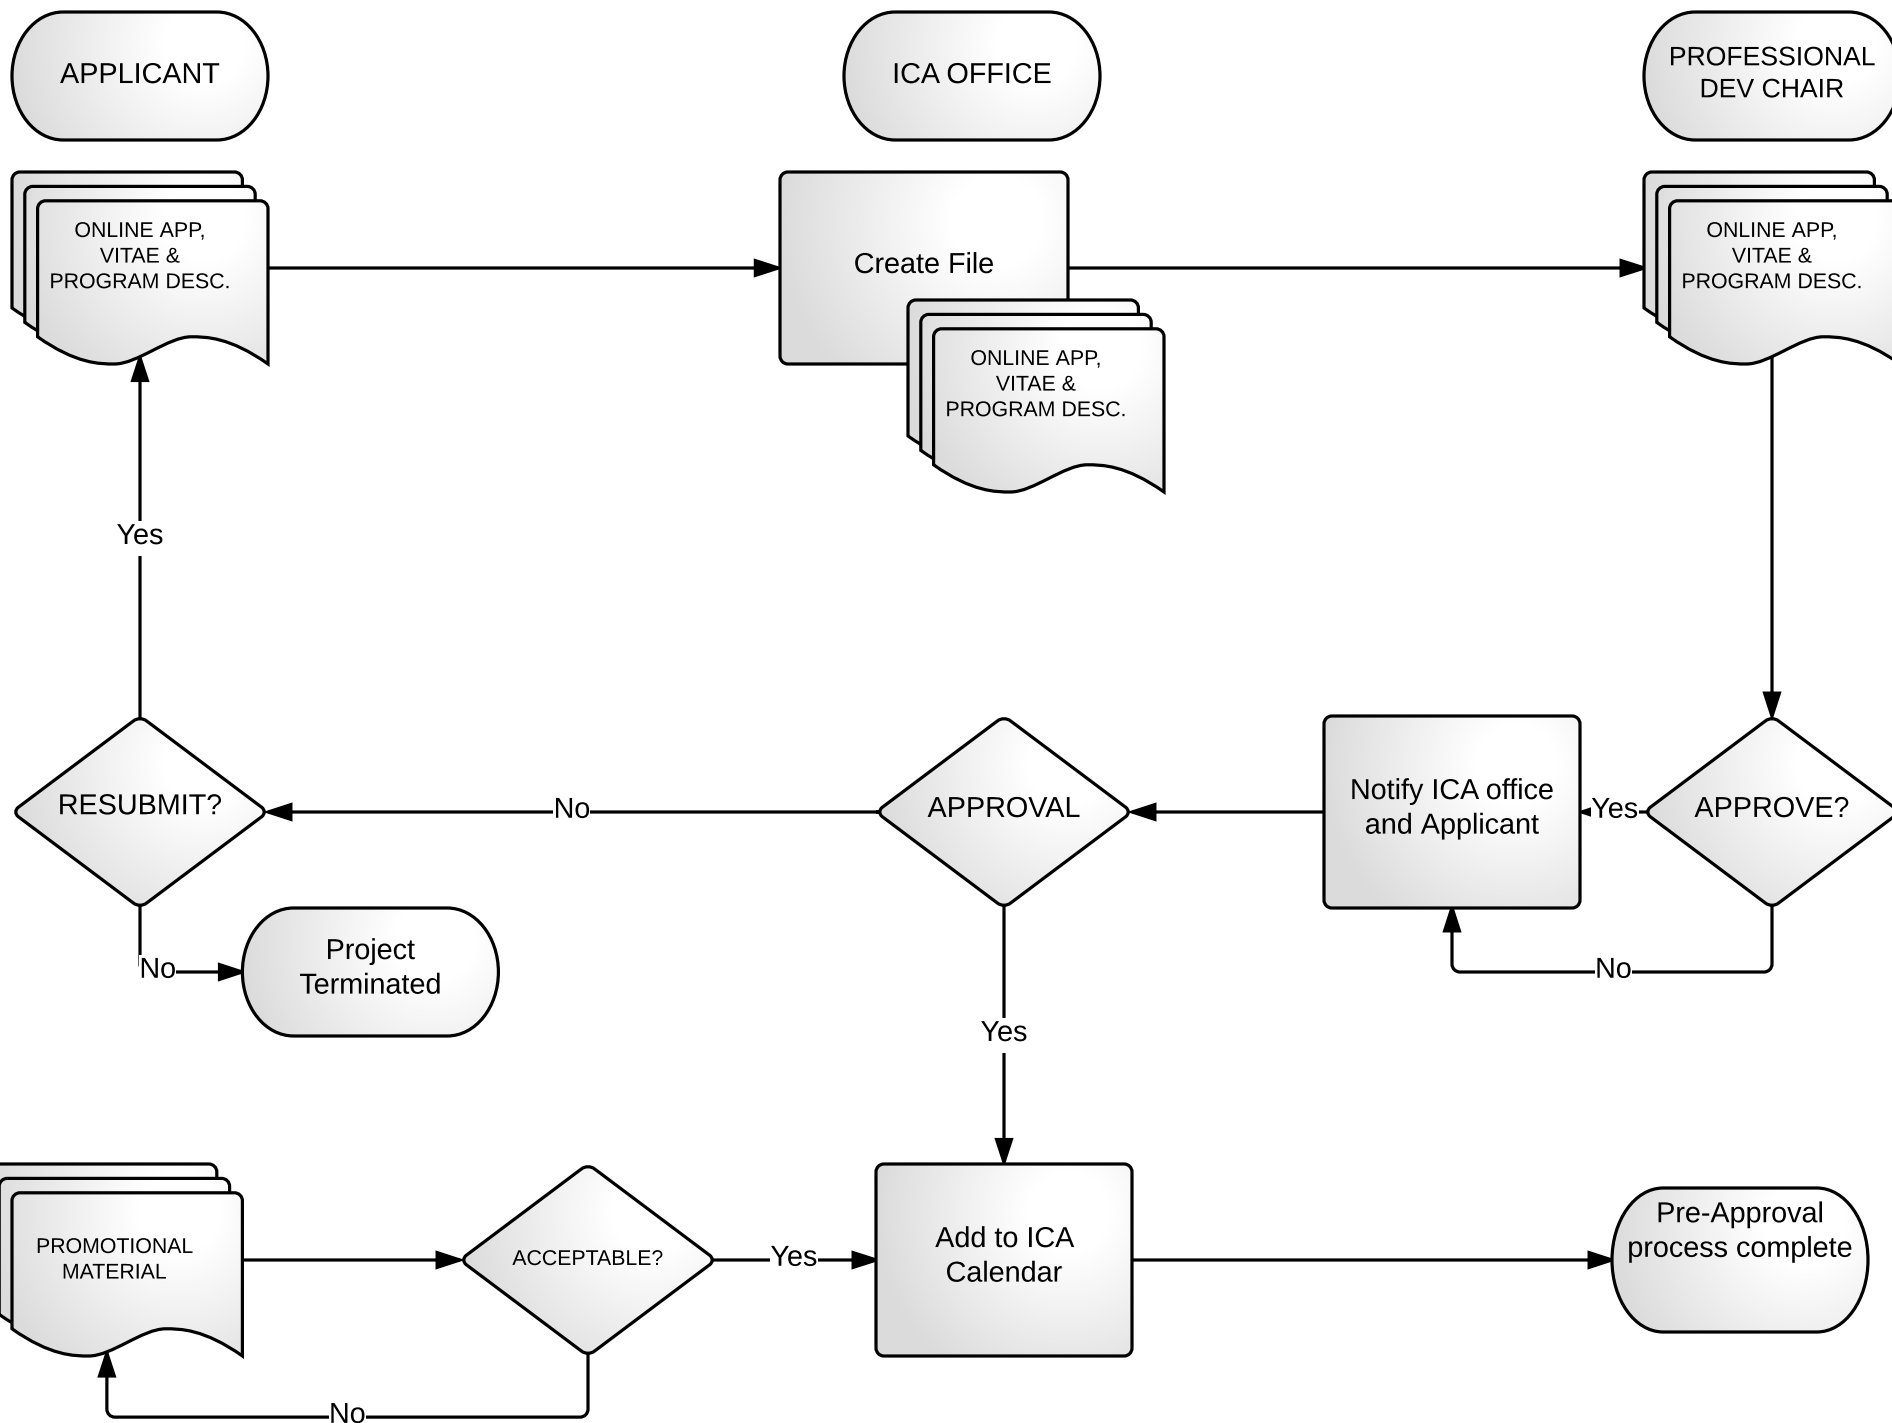 APPLICANT
ICA OFFICE
PROFESSIONAL
DEV CHAIR
ONLINE APP,
VITAE &
PROGRAM DESC.
Create File
ONLINE APP,
VITAE &
PROGRAM DESC.
ONLINE APP,
VITAE &
PROGRAM DESC.
Yes
RESUBMIT?
No
APPROVAL
Notify ICA office
and Applicant
Yes
APPROVE?
No
Project
Terminated
No
Yes
PROMOTIONAL
MATERIAL
ACCEPTABLE?
Yes
Add to ICA
Calendar
Pre-Approval
process complete
No